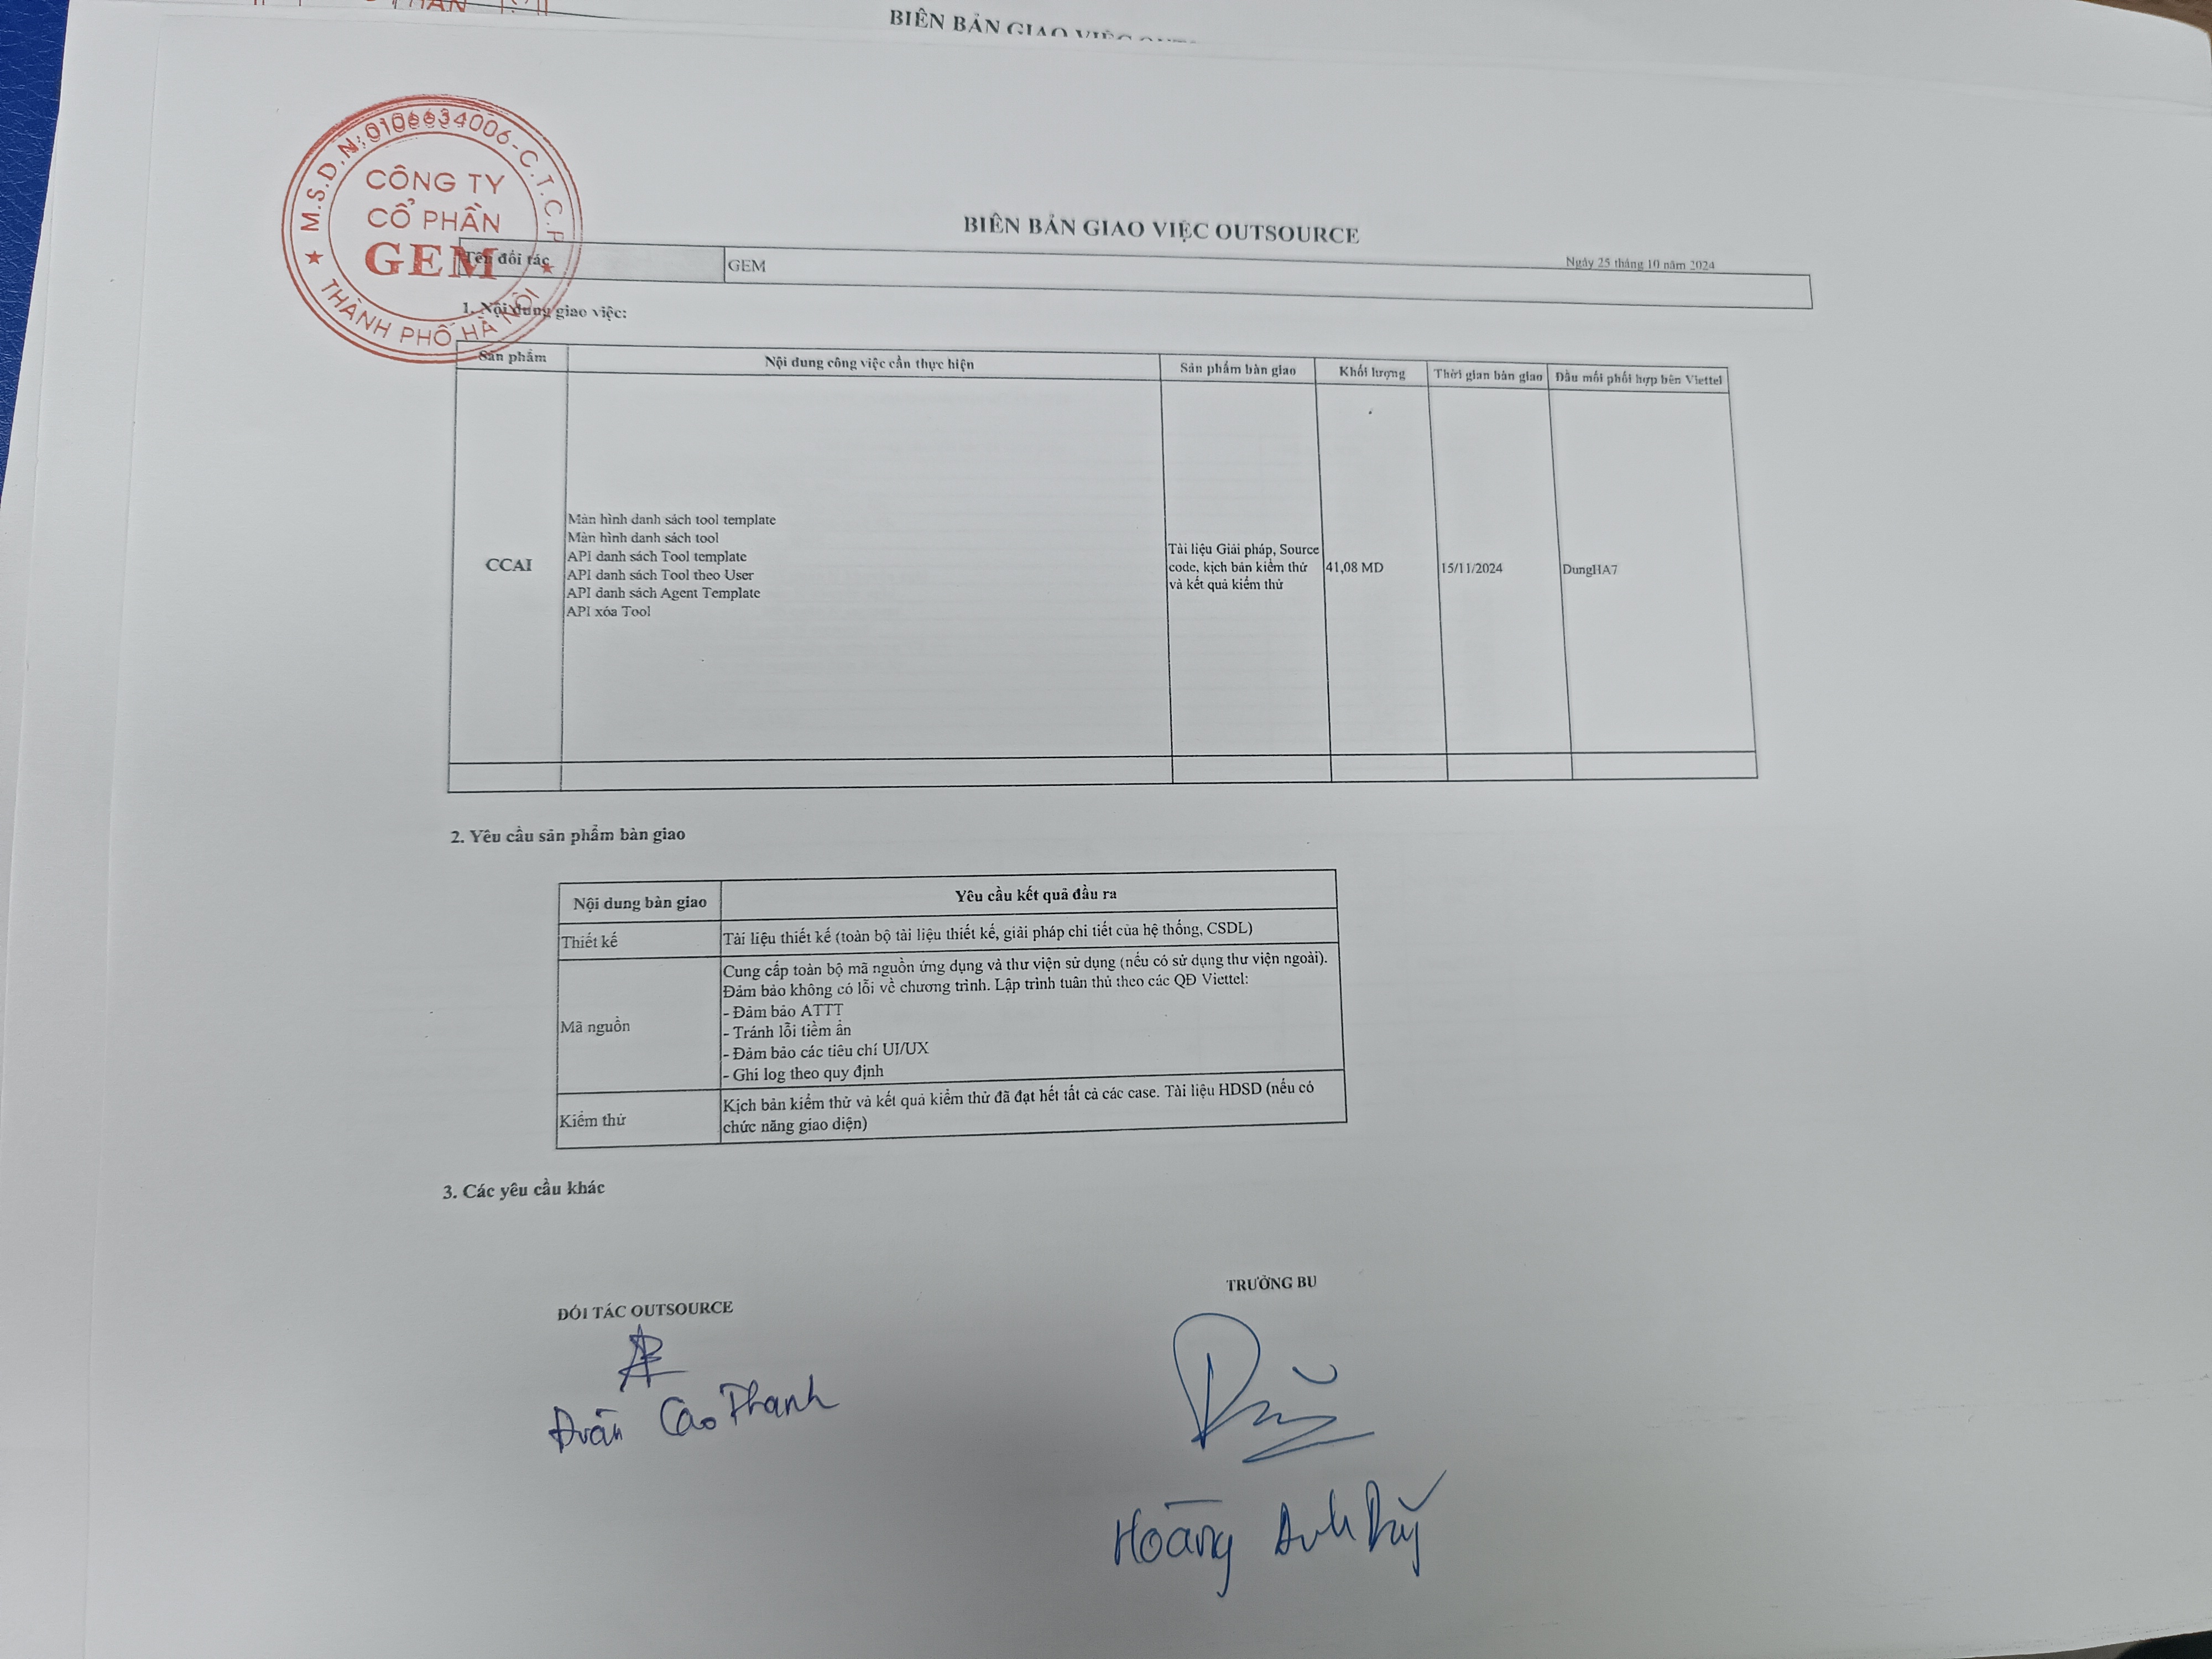 BIÊN BẢN GIAO VIỆC
M.S.D.N: 0106634006-C.T.C.P
CÔNG TY
CỔ PHẦN
GEM
THÀNH PHỐ HÀ NỘI
BIÊN BẢN GIAO VIỆC OUTSOURCE
Ngày 25 tháng 10 năm 2024
Tên đối tác GEM
1. Nội dung giao việc:
Sản phẩm Nội dung công việc cần thực hiện Sản phẩm bàn giao Khối lượng Thời gian bàn giao Đầu mối phối hợp bên Viettel
CCAI
Màn hình danh sách tool template
Màn hình danh sách tool
API danh sách Tool template
API danh sách Tool theo User
API danh sách Agent Template
API xóa Tool
Tài liệu Giải pháp, Source
code, kịch bản kiểm thử
và kết quả kiểm thử
41,08 MD
15/11/2024
DungHA7
2. Yêu cầu sản phẩm bàn giao
Nội dung bàn giao Yêu cầu kết quả đầu ra
Thiết kế Tài liệu thiết kế (toàn bộ tài liệu thiết kế, giải pháp chi tiết của hệ thống, CSDL)
Mã nguồn
Cung cấp toàn bộ mã nguồn ứng dụng và thư viện sử dụng (nếu có sử dụng thư viện ngoài).
Đảm bảo không có lỗi về chương trình. Lập trình tuân thủ theo các QĐ Viettel:
- Đảm bảo ATTT
- Tránh lỗi tiềm ẩn
- Đảm bảo các tiêu chí UI/UX
- Ghi log theo quy định
Kiểm thử
Kịch bản kiểm thử và kết quả kiểm thử đã đạt hết tất cả các case. Tài liệu HDSD (nếu có
chức năng giao diện)
3. Các yêu cầu khác
ĐỐI TÁC OUTSOURCE
TRƯỞNG BU
Cao Thanh
Hoàng Anh